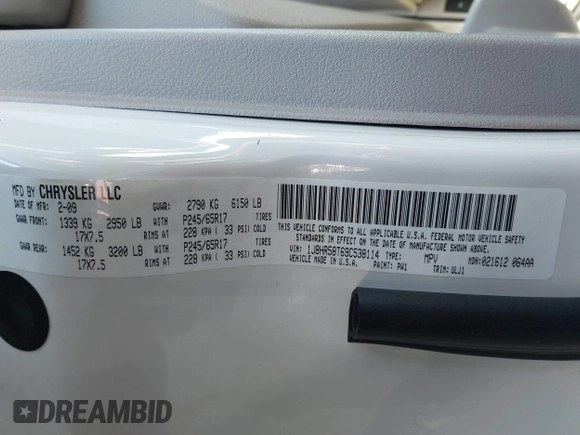 MFD BY CHRYSLER LLC
DATE OF MFR: 2-09 GVWR: 2790 KG 6150 LB
GAWR FRONT: 1339 KG 2950 LB WITH P245/65R17 TIRES
17X7.5 RIMS AT 228 KPA ( 33 PSI) COLD
GAWR REAR: 1452 KG 3200 LB WITH P245/65R17 TIRES
17X7.5 RIMS AT 228 KPA ( 33 PSI) COLD
THIS VEHICLE CONFORMS TO ALL APPLICABLE U.S.A. FEDERAL MOTOR VEHICLE SAFETY
STANDARDS IN EFFECT ON THE DATE OF MANUFACTURE SHOWN ABOVE.
VIN: 1J8HR58T69C538114 TYPE: MPV MDH: 021612 064AA
VEHICLE MADE IN U.S.A. PAINT: PW1 TRIM: ULJ1
DREAMBID